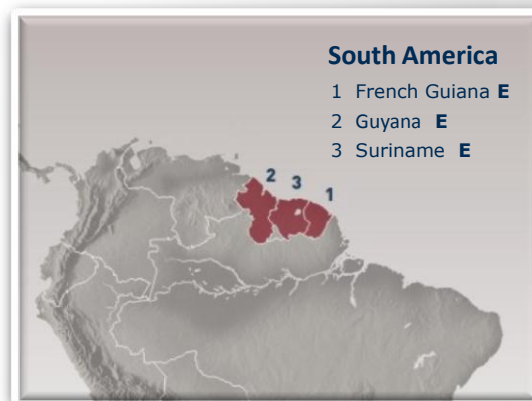 South America
1 French Guiana E
2 Guyana E
3 Suriname E
2
3
1